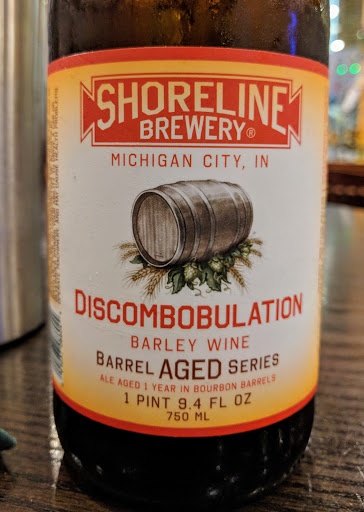 SHORELINE
BREWERY®
MICHIGAN CITY, IN
DISCOMBOBULATION
BARLEY WINE
BARREL AGED SERIES
ALE AGED 1 YEAR IN BOURBON BARRELS
1 PINT 9.4 FL OZ
750 ML